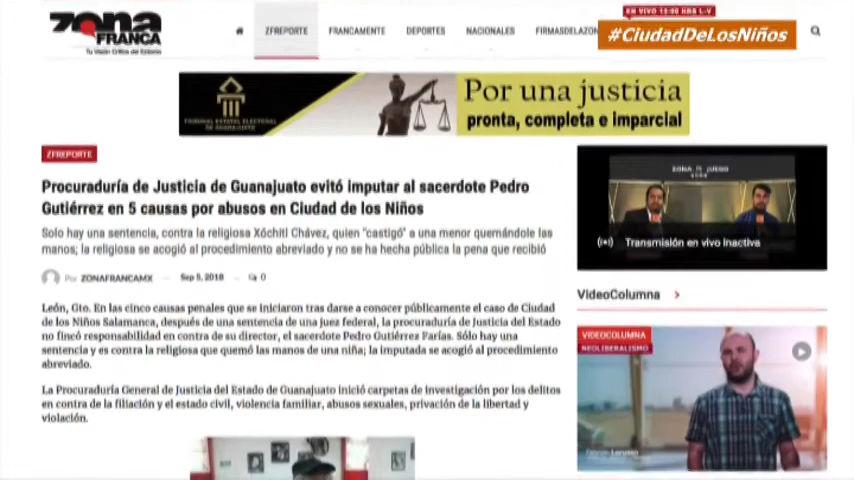 EN VIVO 13:00 HRS L-V
ZONA FRANCA
Tu Visión Crítica del Entorno
ZFREPORTE
FRANCAMENTE
DEPORTES
NACIONALES
FIRMASDELAZON
#CiudadDeLosNiños
TRIBUNAL ESTATAL ELECTORAL
DE GUANAJUATO
Por una justicia
pronta, completa e imparcial
ZFREPORTE
Procuraduría de Justicia de Guanajuato evitó imputar al sacerdote Pedro
Gutiérrez en 5 causas por abusos en Ciudad de los Niños
Solo hay una sentencia, contra la religiosa Xóchitl Chávez, quien "castigó" a una menor quemándole las
manos; la religiosa se acogió al procedimiento abreviado y no se ha hecha pública la pena que recibió
Por ZONAFRANCAMX — Sep 5, 2018 — 0
León, Gto. En las cinco causas penales que se iniciaron tras darse a conocer públicamente el caso de Ciudad
de los Niños Salamanca, después de una sentencia de una juez federal, la procuraduría de Justicia del Estado
no fincó responsabilidad en contra de su director, el sacerdote Pedro Gutiérrez Farías. Sólo hay una
sentencia y es contra la religiosa que quemó las manos de una niña; la imputada se acogió al procedimiento
abreviado.
La Procuraduría General de Justicia del Estado de Guanajuato inició carpetas de investigación por los delitos
en contra de la filiación y el estado civil, violencia familiar, abusos sexuales, privación de la libertad y
violación.
Transmisión en vivo inactiva
VideoColumna
VIDEOCOLUMNA
NEOLIBERALISMO